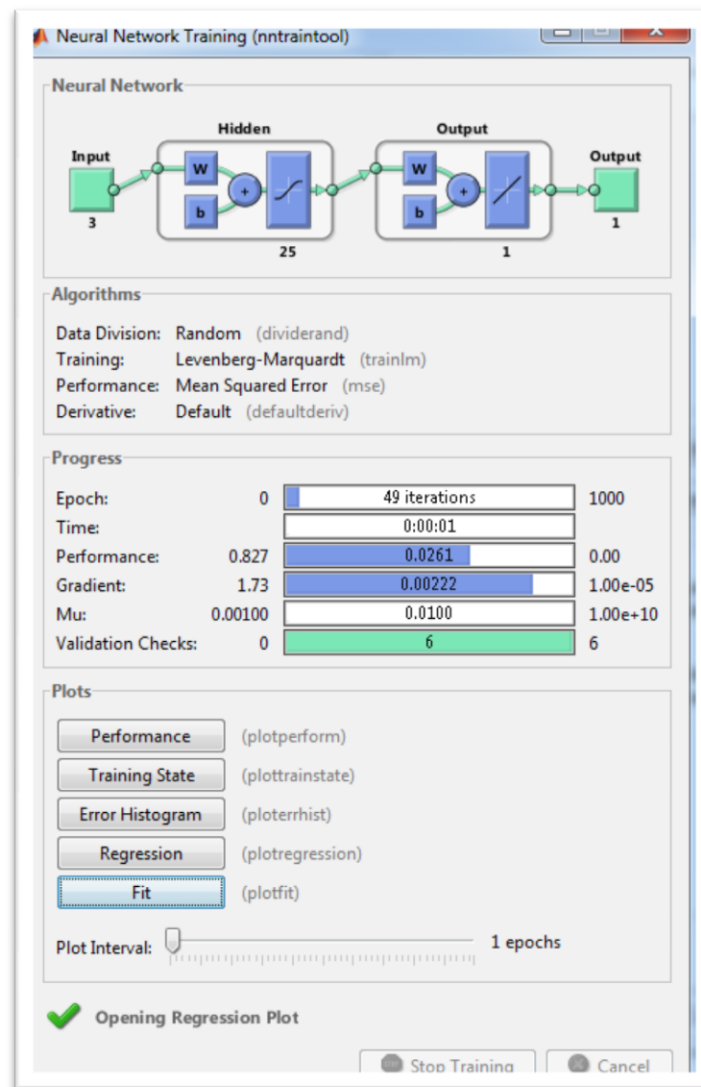 Neural Network Training (nntraintool)
Neural Network
Hidden
Output
Input
Output
W
b
+
W
b
+
3
25
1
1
Algorithms
Data Division: Random (dividerand)
Training: Levenberg-Marquardt (trainlm)
Performance: Mean Squared Error (mse)
Derivative: Default (defaultderiv)
Progress
Epoch: 0 49 iterations 1000
Time: 0:00:01
Performance: 0.827 0.0261 0.00
Gradient: 1.73 0.00222 1.00e-05
Mu: 0.00100 0.0100 1.00e+10
Validation Checks: 0 6 6
Plots
Performance (plotperform)
Training State (plottrainstate)
Error Histogram (ploterrhist)
Regression (plotregression)
Fit (plotfit)
Plot Interval: 1 epochs
Opening Regression Plot
Stop Training Cancel